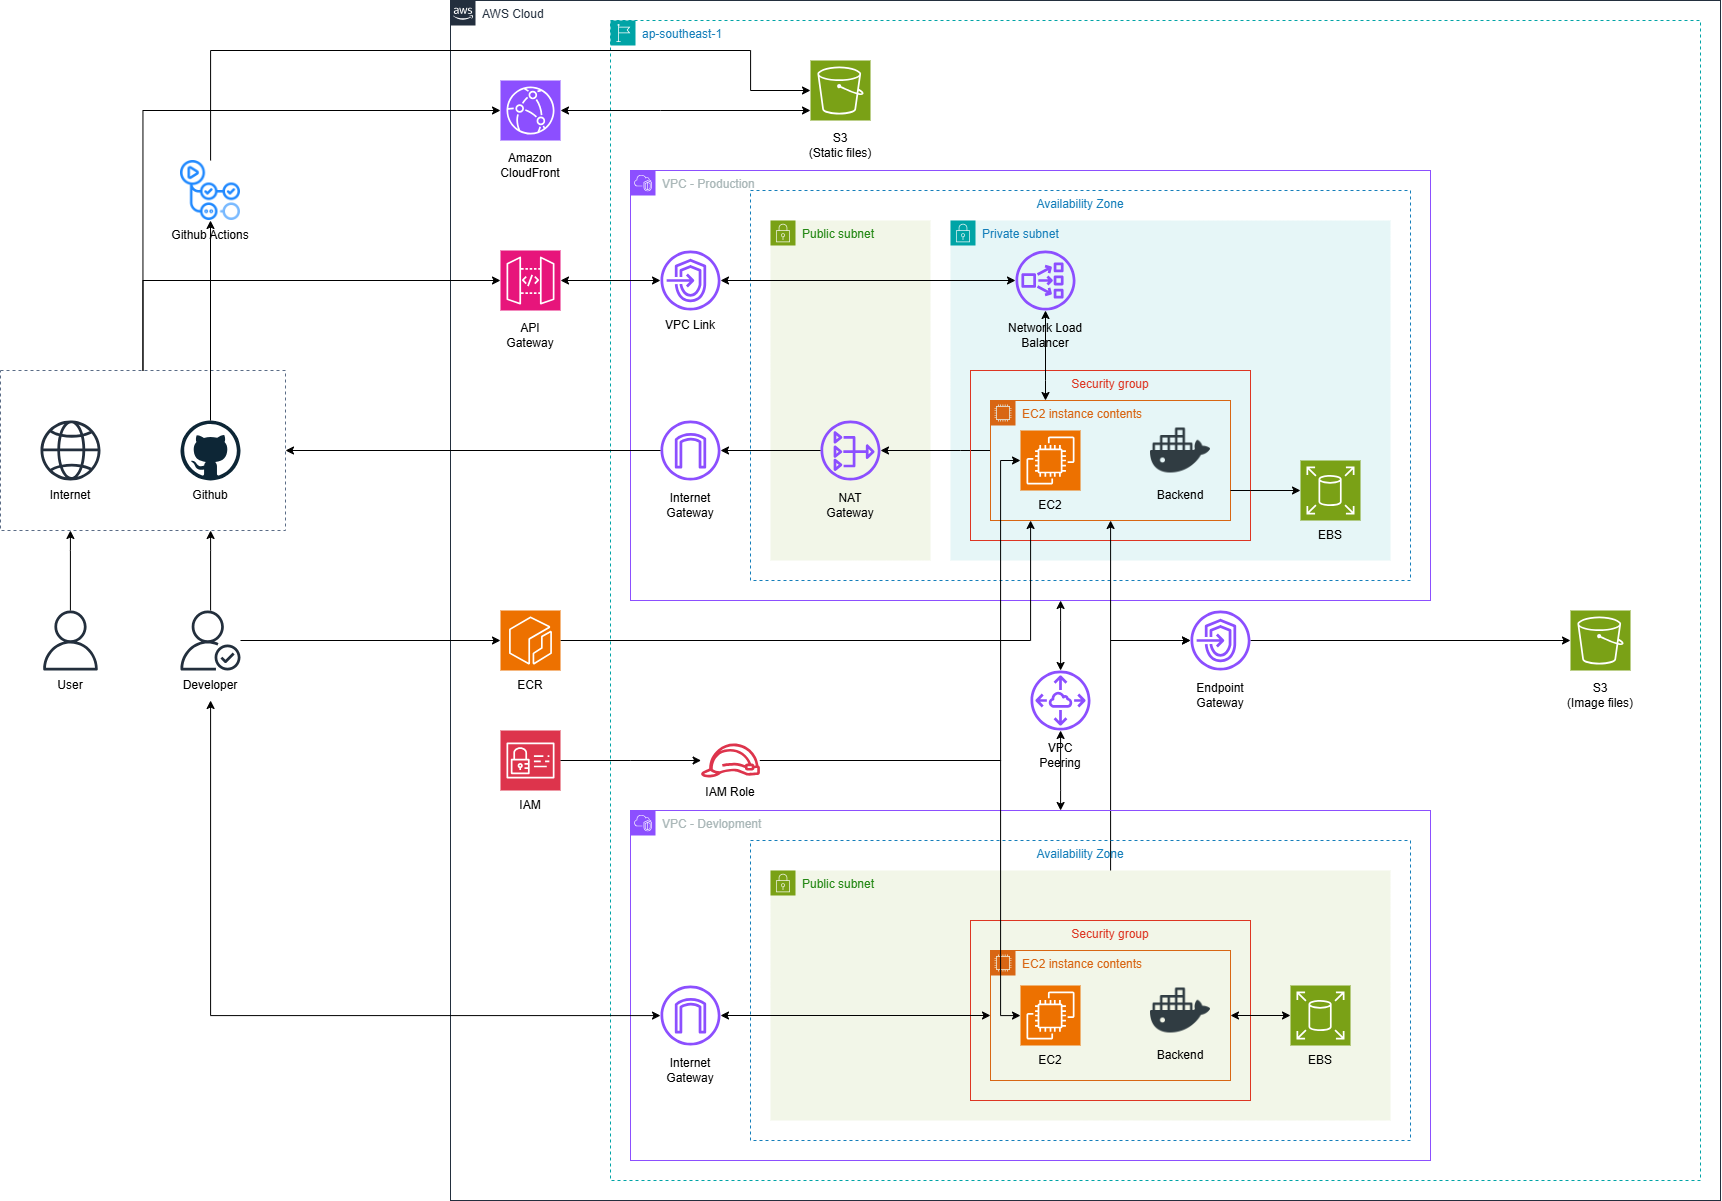 aws
AWS Cloud
ap-southeast-1
S3
(Static files)
Amazon
CloudFront
Github Actions
VPC - Production
Availability Zone
Public subnet
Private subnet
API
Gateway
VPC Link
Network Load
Balancer
Security group
EC2 instance contents
EC2
Backend
EBS
Internet
Github
Internet
Gateway
NAT
Gateway
User
Developer
ECR
Endpoint
Gateway
S3
(Image files)
VPC
Peering
IAM
IAM Role
VPC - Devlopment
Availability Zone
Public subnet
Security group
EC2 instance contents
EC2
Backend
EBS
Internet
Gateway